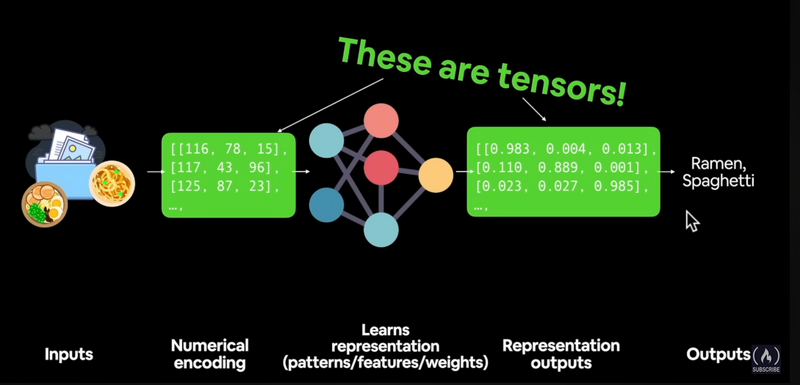 These are tensors!
[[116, 78, 15],
[117, 43, 96],
[125, 87, 23],
…,
[[0.983, 0.004, 0.013],
[0.110, 0.889, 0.001],
[0.023, 0.027, 0.985],
…,
Ramen,
Spaghetti
Inputs
Numerical
encoding
Learns
representation
(patterns/features/weights)
Representation
outputs
Outputs
SUBSCRIBE